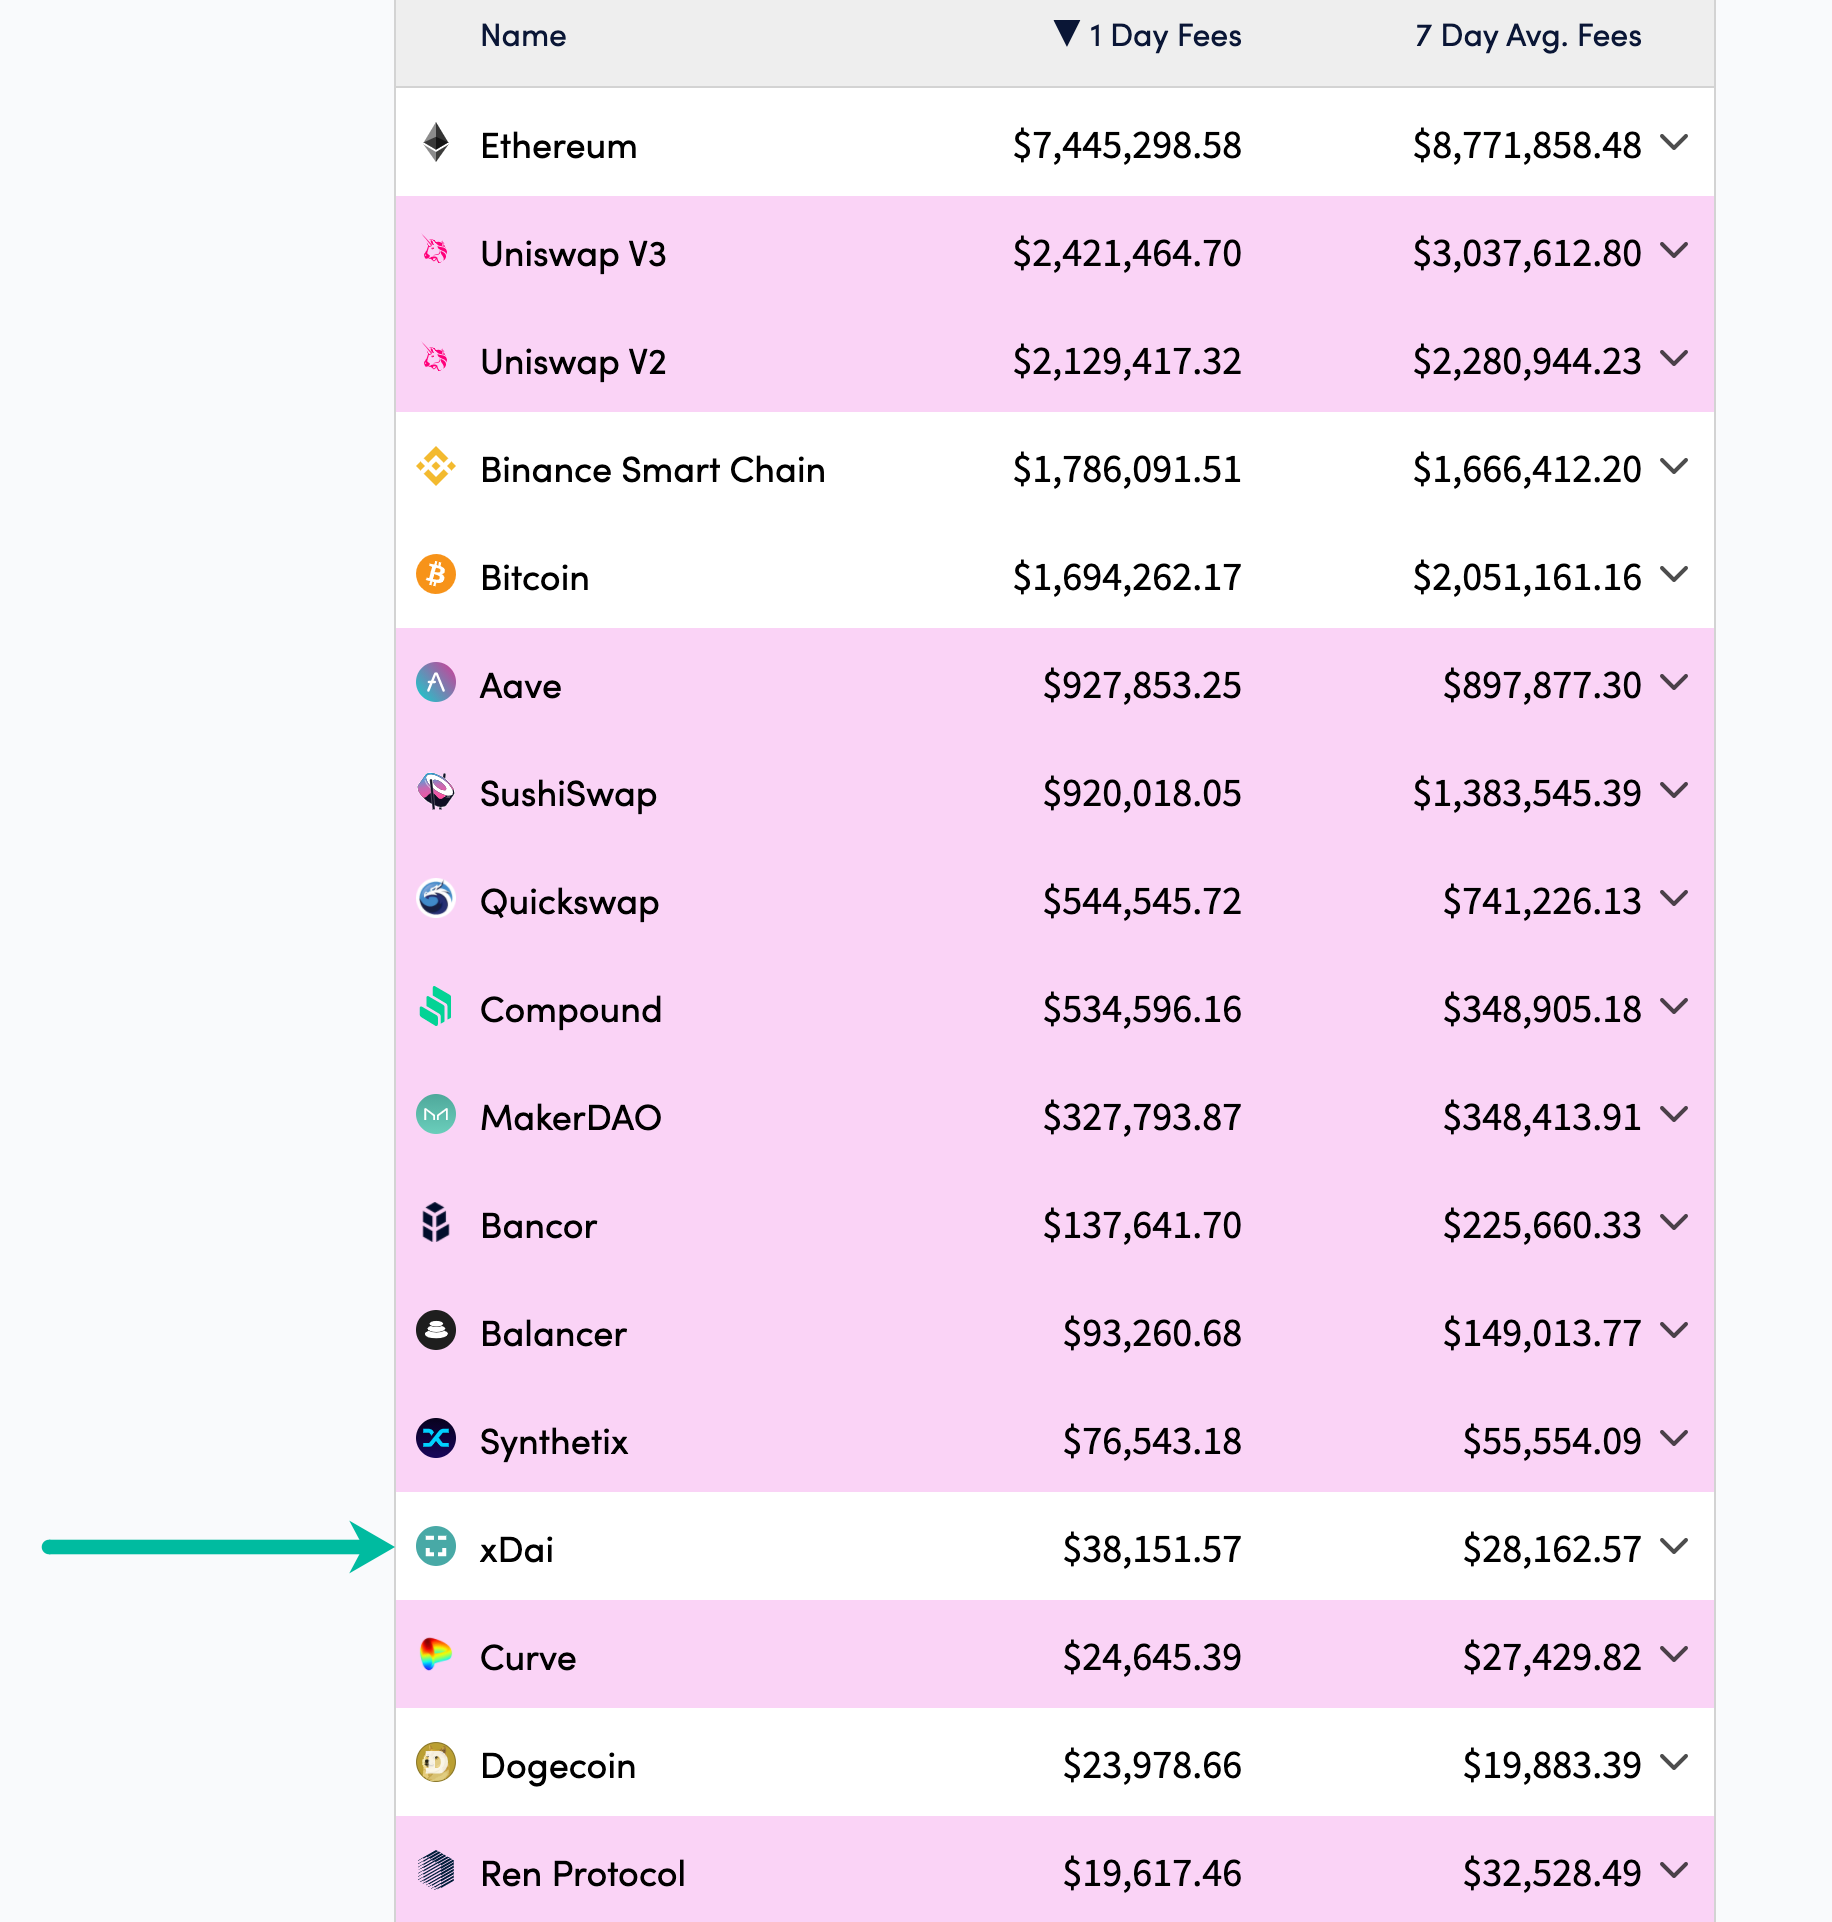 Name ▼ 1 Day Fees 7 Day Avg. Fees
Ethereum $7,445,298.58 $8,771,858.48
Uniswap V3 $2,421,464.70 $3,037,612.80
Uniswap V2 $2,129,417.32 $2,280,944.23
Binance Smart Chain $1,786,091.51 $1,666,412.20
Bitcoin $1,694,262.17 $2,051,161.16
Aave $927,853.25 $897,877.30
SushiSwap $920,018.05 $1,383,545.39
Quickswap $544,545.72 $741,226.13
Compound $534,596.16 $348,905.18
MakerDAO $327,793.87 $348,413.91
Bancor $137,641.70 $225,660.33
Balancer $93,260.68 $149,013.77
Synthetix $76,543.18 $55,554.09
xDai $38,151.57 $28,162.57
Curve $24,645.39 $27,429.82
Dogecoin $23,978.66 $19,883.39
Ren Protocol $19,617.46 $32,528.49